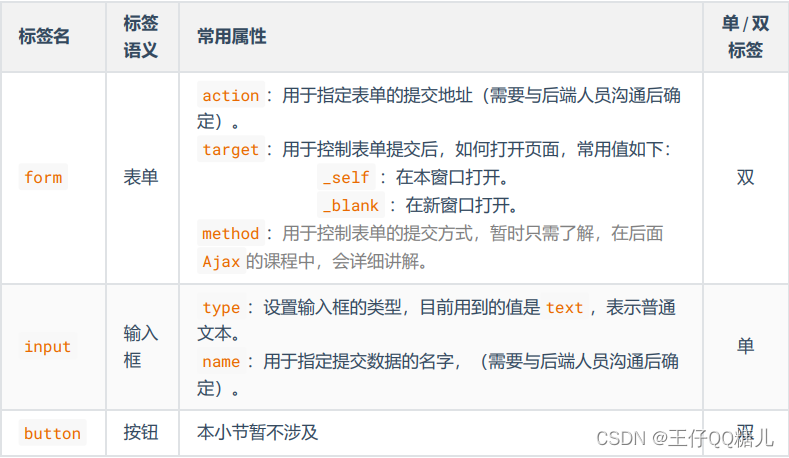 标签名
标签
语义
常用属性
单/双
标签
form
表单
action：用于指定表单的提交地址（需要与后端人员沟通后确
定）。
target：用于控制表单提交后，如何打开页面，常用值如下：
_self：在本窗口打开。
_blank：在新窗口打开。
method：用于控制表单的提交方式，暂时只需了解，在后面
Ajax的课程中，会详细讲解。
双
input
输入
框
type：设置输入框的类型，目前用到的值是 text，表示普通
文本。
name：用于指定提交数据的名字，（需要与后端人员沟通后确
定）。
单
button
按钮
本小节暂不涉及
双
CSDN @王仔QQ糖儿